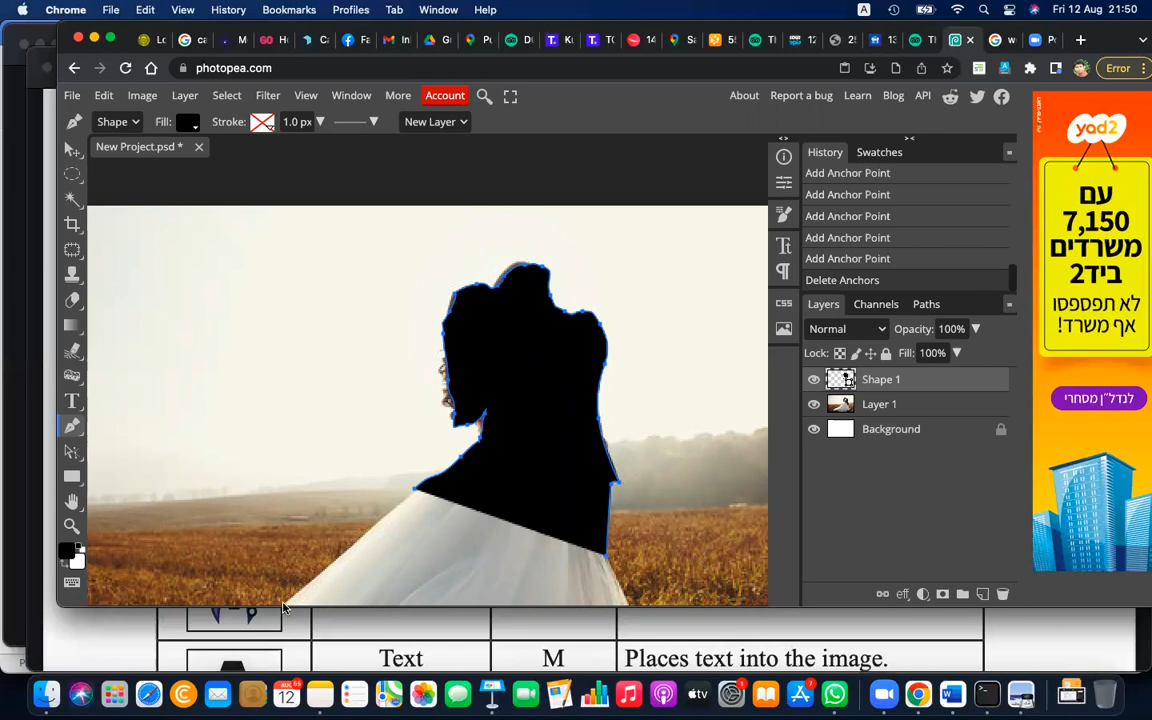 Chrome File Edit View History Bookmarks Profiles Tab Window Help A Fri 12 Aug 21:50
photopea.com Error
File Edit Image Layer Select Filter View Window More Account About Report a bug Learn Blog API
Shape Fill: Stroke: 1.0 px New Layer
New Project.psd *
History Swatches
Add Anchor Point
Add Anchor Point
Add Anchor Point
Add Anchor Point
Add Anchor Point
Delete Anchors
Layers Channels Paths
Normal Opacity: 100%
Lock: Fill: 100%
Shape 1
Layer 1
Background
CSS
eff
yad2
עם
7,150
משרדים
ביד2
לא תפספסו
אף משרד!
לנדל״ן מסחרי
Text M Places text into the image.